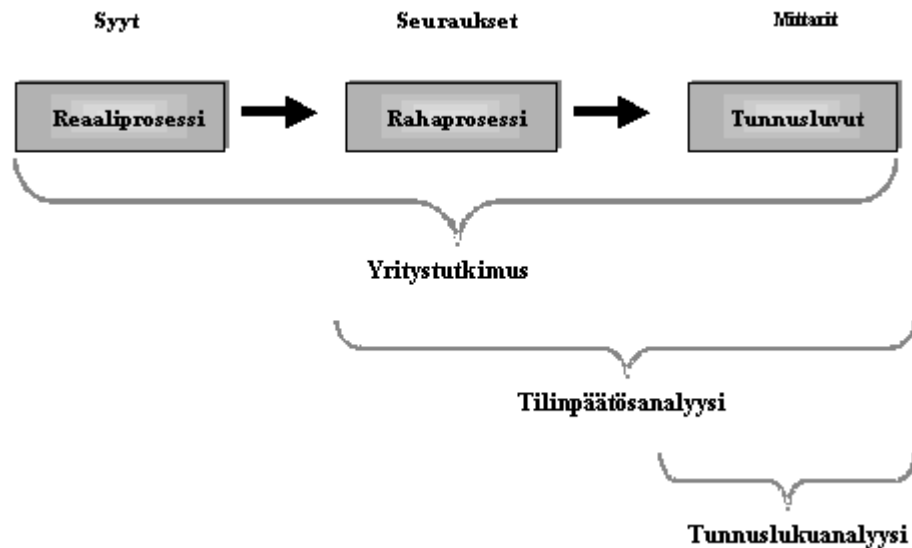 Syyt Seuraukset Mittarit
Reaaliprosessi Rahaprosessi Tunnusluvut
Yritystutkimus
Tilinpäätösanalyysi
Tunnuslukuanalyysi